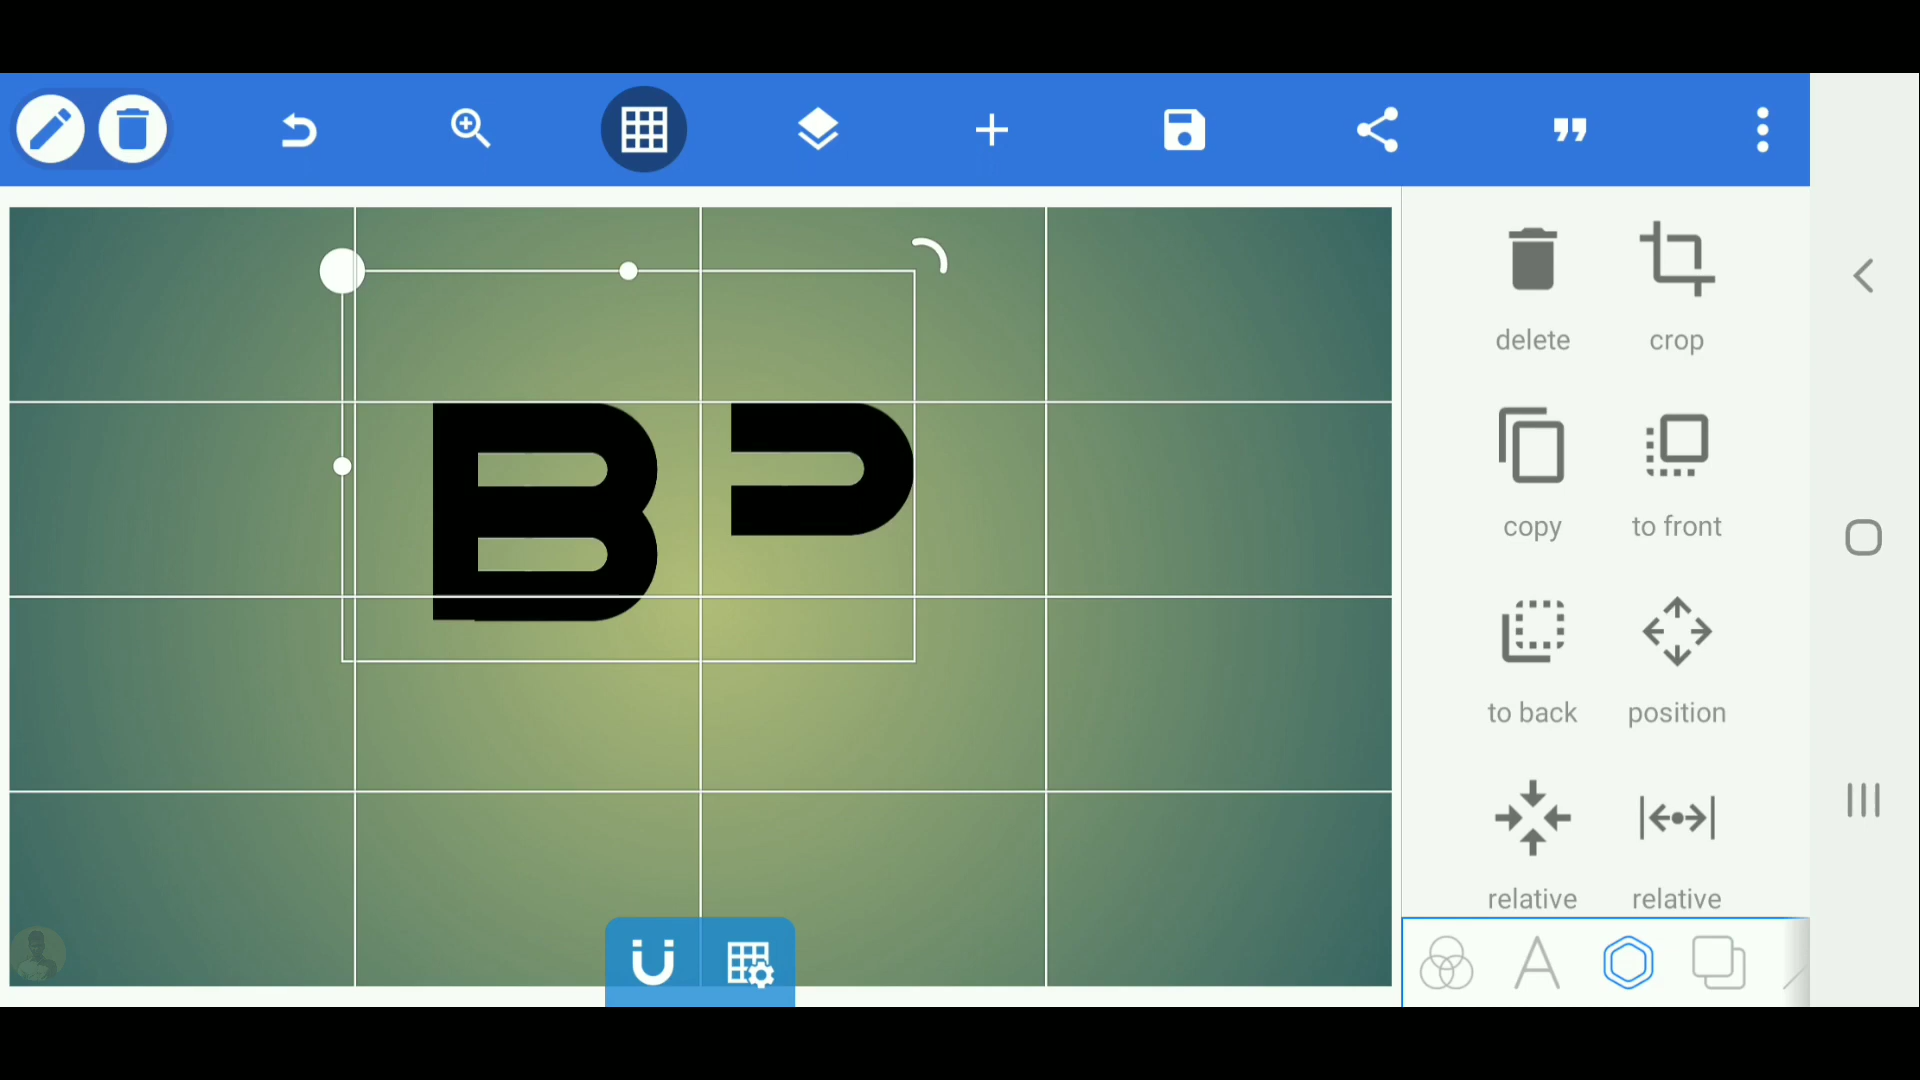 B
delete crop
copy to front
to back position
relative relative